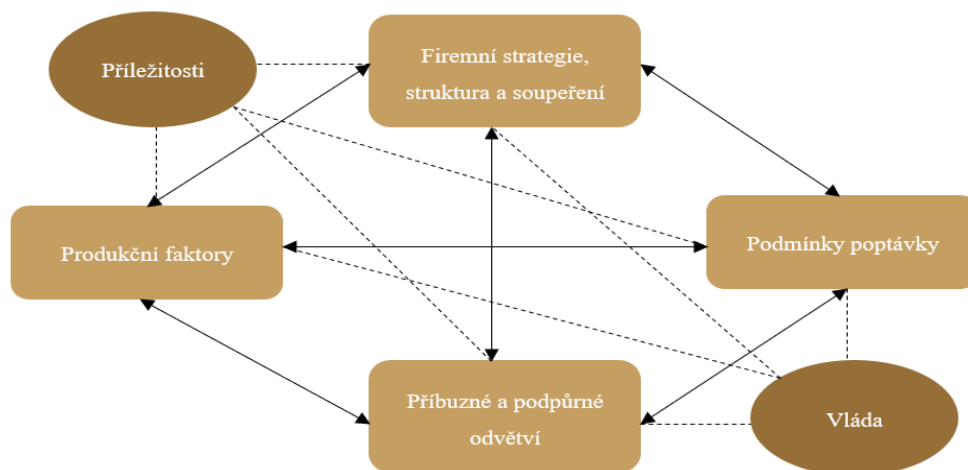 Příležitosti
Firemní strategie,
struktura a soupeření
Produkční faktory
Podmínky poptávky
Příbuzné a podpůrné
odvětví
Vláda